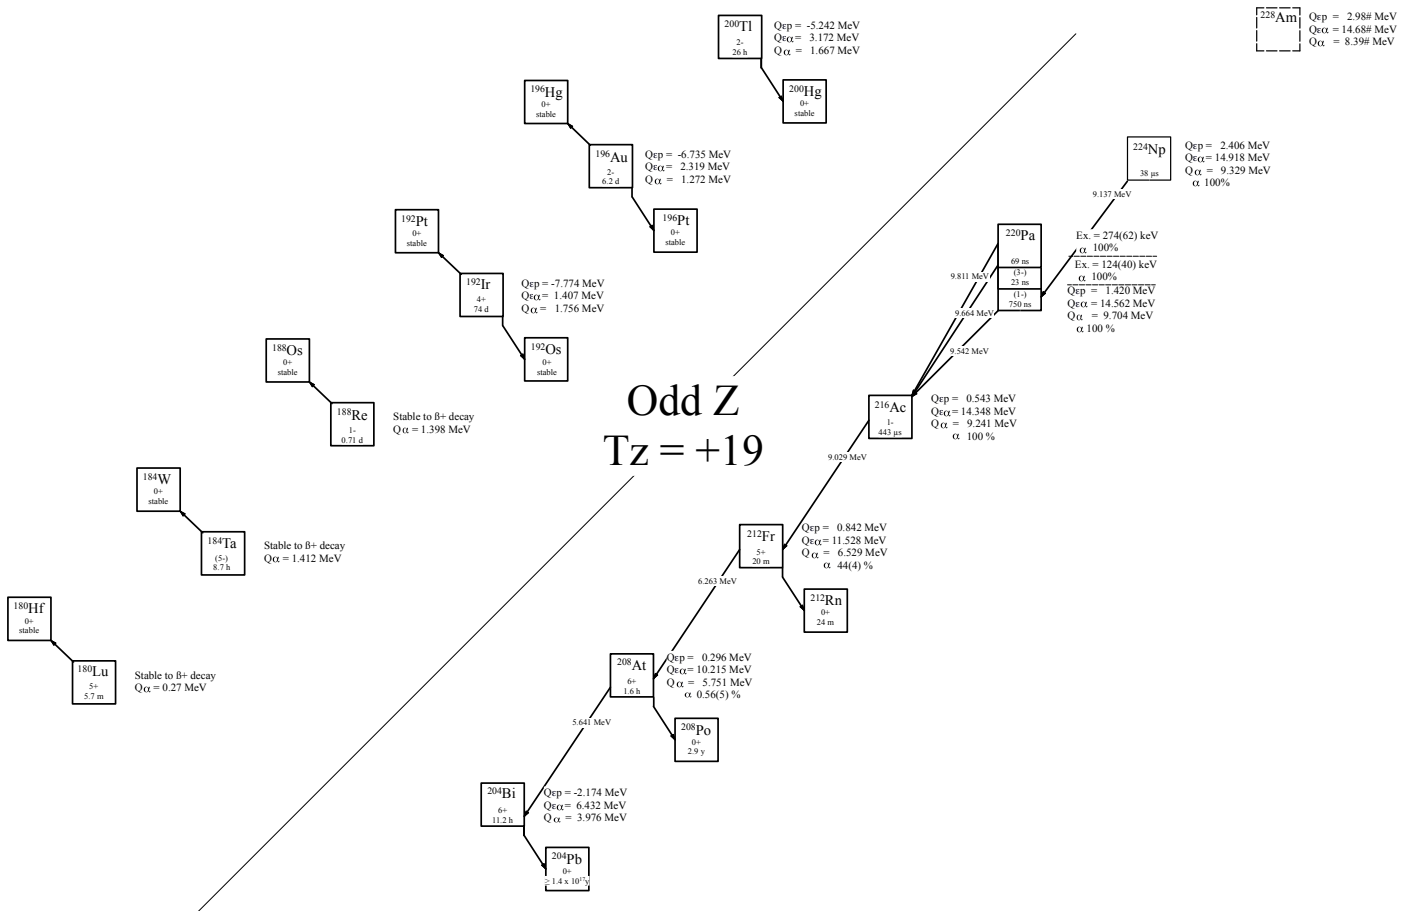 200Tl
2-
26 h
Qεp = -5.242 MeV
Qεα= 3.172 MeV
Qα = 1.667 MeV
228Am
Qεp = 2.98# MeV
Qεα = 14.68# MeV
Qα = 8.39# MeV
200Hg
0+
stable
196Hg
0+
stable
196Au
2-
6.2 d
Qεp = -6.735 MeV
Qεα= 2.319 MeV
Qα = 1.272 MeV
224Np
38 µs
Qεp = 2.406 MeV
Qεα= 14.918 MeV
Qα = 9.329 MeV
α 100%
9.137 MeV
192Pt
0+
stable
196Pt
0+
stable
220Pa
69 ns
(3-)
23 ns
(1-)
750 ns
Ex. = 274(62) keV
α 100%
Ex. = 124(40) keV
α 100%
Qεp = 1.420 MeV
Qεα = 14.562 MeV
Qα = 9.704 MeV
α 100 %
9.811 MeV
9.664 MeV
9.542 MeV
192Ir
4+
74 d
Qεp = -7.774 MeV
Qεα= 1.407 MeV
Qα = 1.756 MeV
188Os
0+
stable
192Os
0+
stable
Odd Z
Tz = +19
188Re
1-
0.71 d
Stable to ß+ decay
Qα = 1.398 MeV
216Ac
1-
443 µs
Qεp = 0.543 MeV
Qεα= 14.348 MeV
Qα = 9.241 MeV
α 100 %
9.029 MeV
184W
0+
stable
184Ta
(5-)
8.7 h
Stable to ß+ decay
Qα = 1.412 MeV
212Fr
5+
20 m
Qεp = 0.842 MeV
Qεα= 11.528 MeV
Qα = 6.529 MeV
α 44(4) %
6.263 MeV
212Rn
0+
24 m
180Hf
0+
stable
180Lu
5+
5.7 m
Stable to ß+ decay
Qα = 0.27 MeV
208At
6+
1.6 h
Qεp = 0.296 MeV
Qεα= 10.215 MeV
Qα = 5.751 MeV
α 0.56(5) %
5.641 MeV
208Po
0+
2.9 y
204Bi
6+
11.2 h
Qεp = -2.174 MeV
Qεα= 6.432 MeV
Qα = 3.976 MeV
204Pb
0+
≥ 1.4 x 10¹⁷y